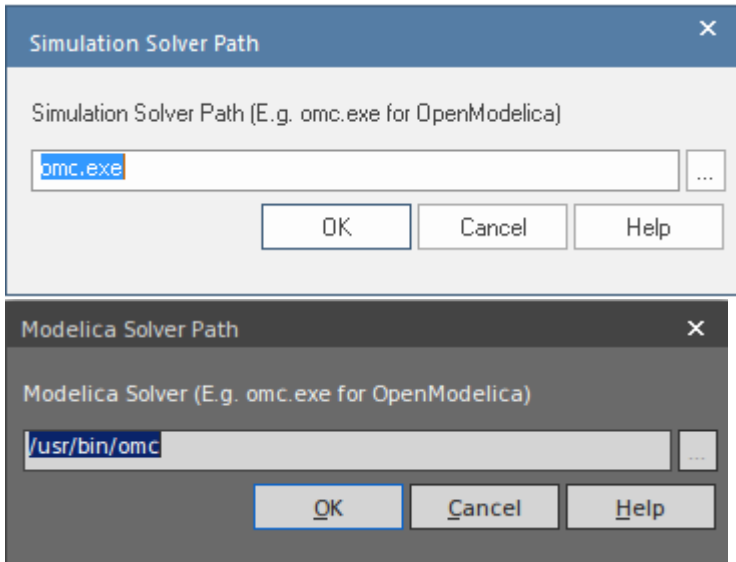 Simulation Solver Path
Simulation Solver Path (E.g. omc.exe for OpenModelica)
omc.exe
...
OK Cancel Help
Modelica Solver Path
Modelica Solver (E.g. omc.exe for OpenModelica)
/usr/bin/omc
...
OK Cancel Help